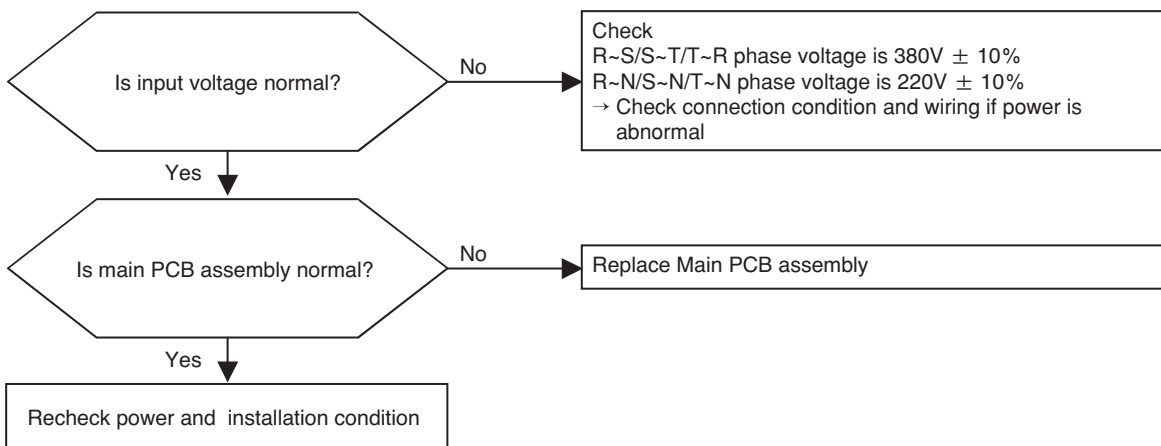 Is input voltage normal?
No
Check
R~S/S~T/T~R phase voltage is 380V ± 10%
R~N/S~N/T~N phase voltage is 220V ± 10%
→ Check connection condition and wiring if power is
abnormal
Yes
Is main PCB assembly normal?
No
Replace Main PCB assembly
Yes
Recheck power and installation condition